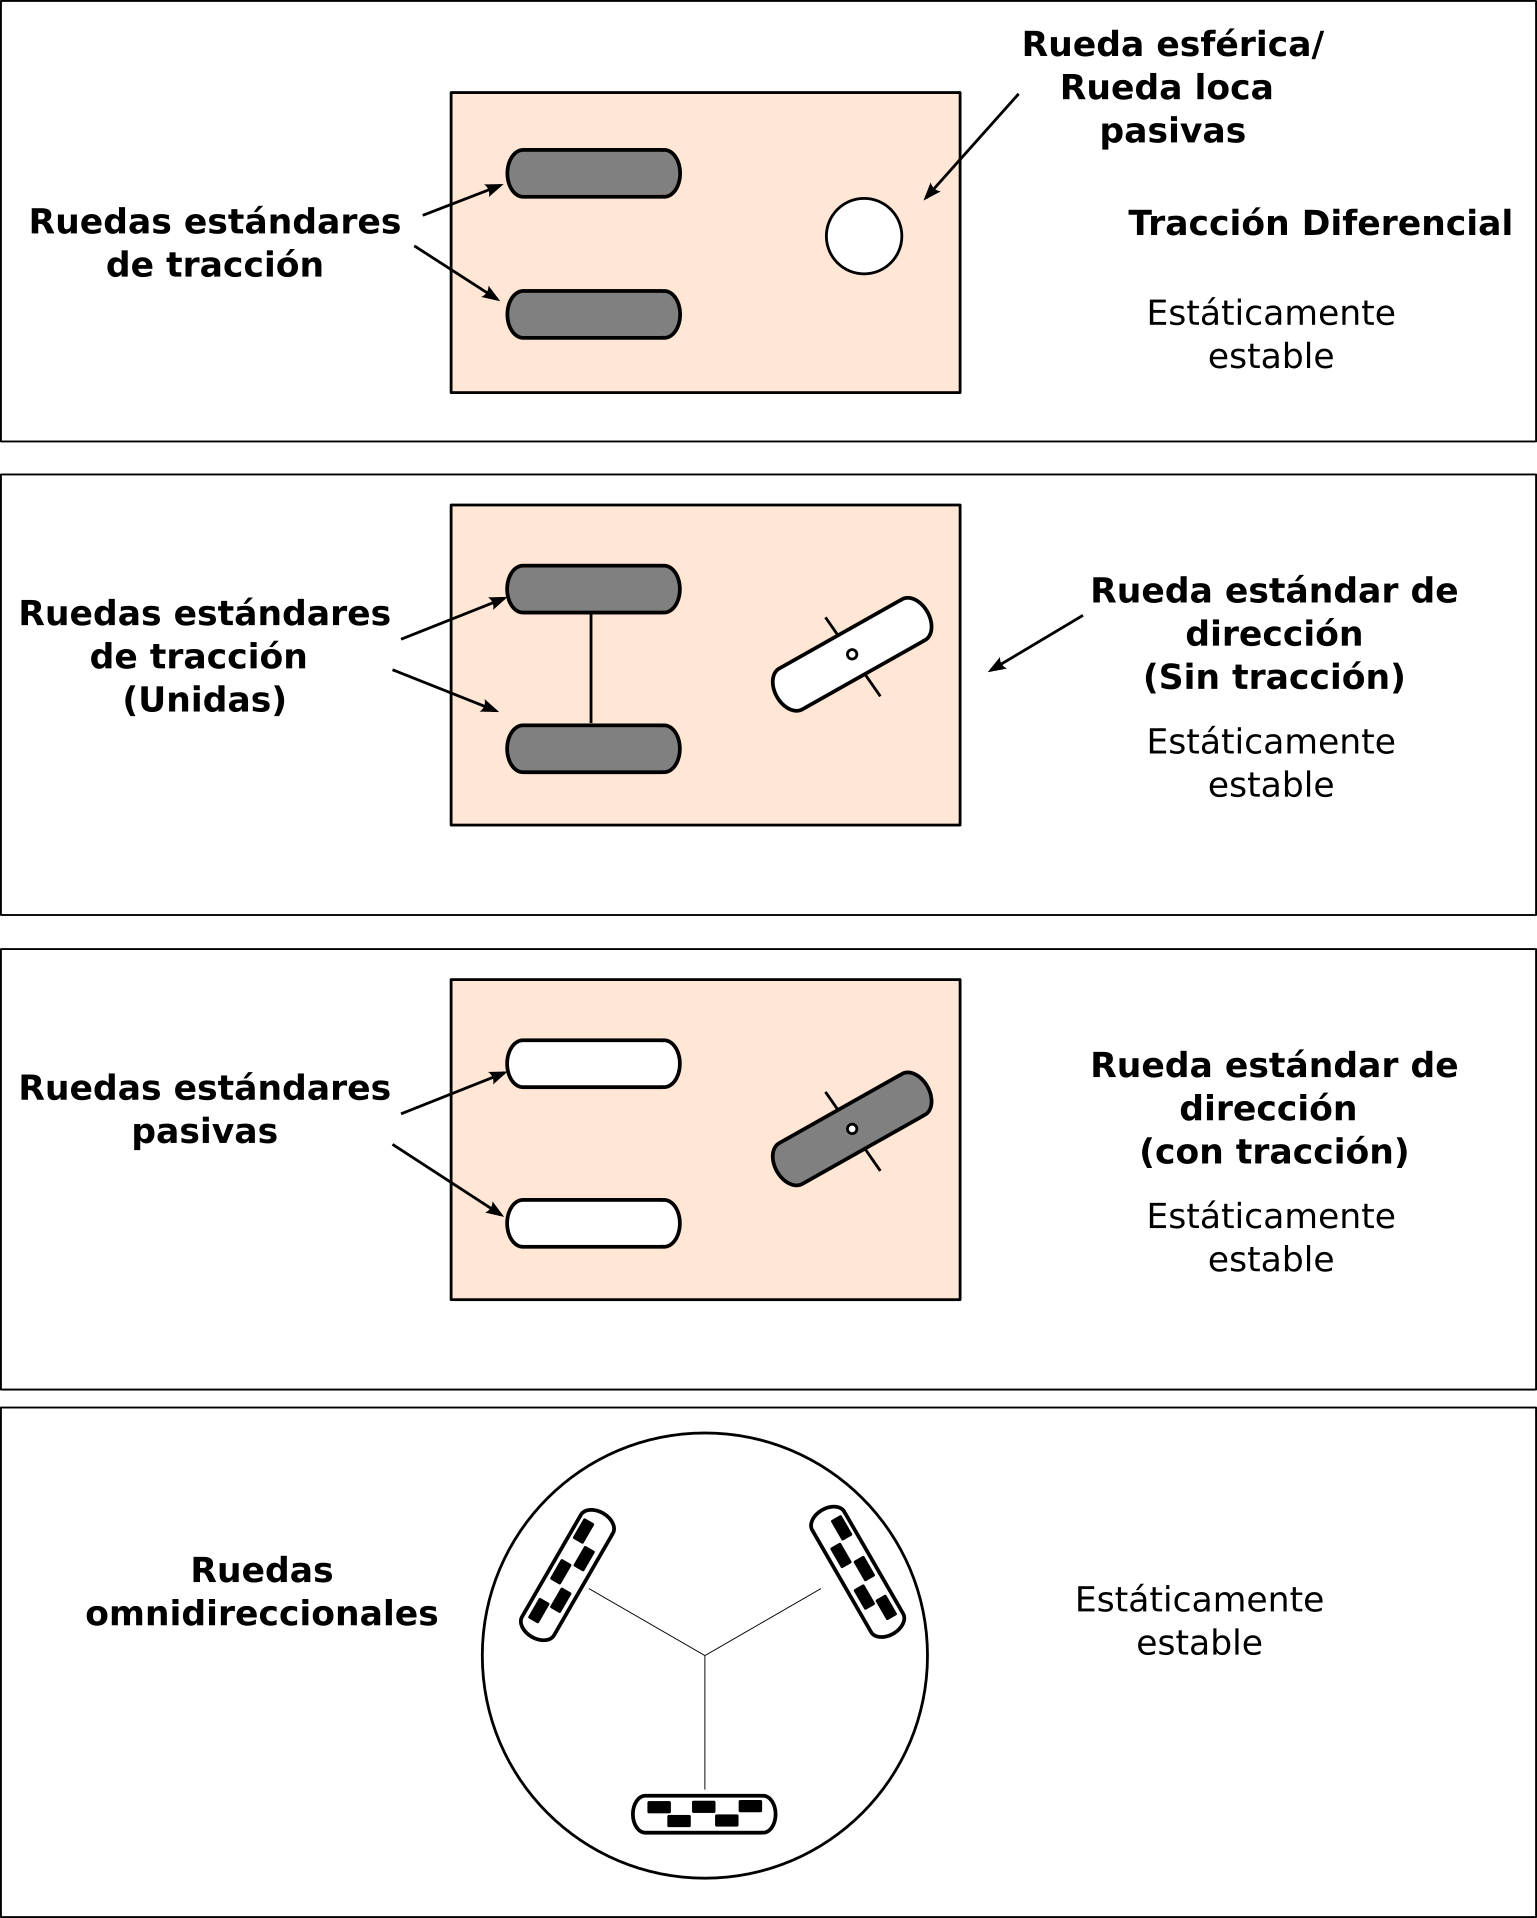 Rueda esférica/
Rueda loca
pasivas
Ruedas estándares
de tracción
Tracción Diferencial
Estáticamente
estable
Ruedas estándares
de tracción
(Unidas)
Rueda estándar de
dirección
(Sin tracción)
Estáticamente
estable
Ruedas estándares
pasivas
Rueda estándar de
dirección
(con tracción)
Estáticamente
estable
Ruedas
omnidireccionales
Estáticamente
estable